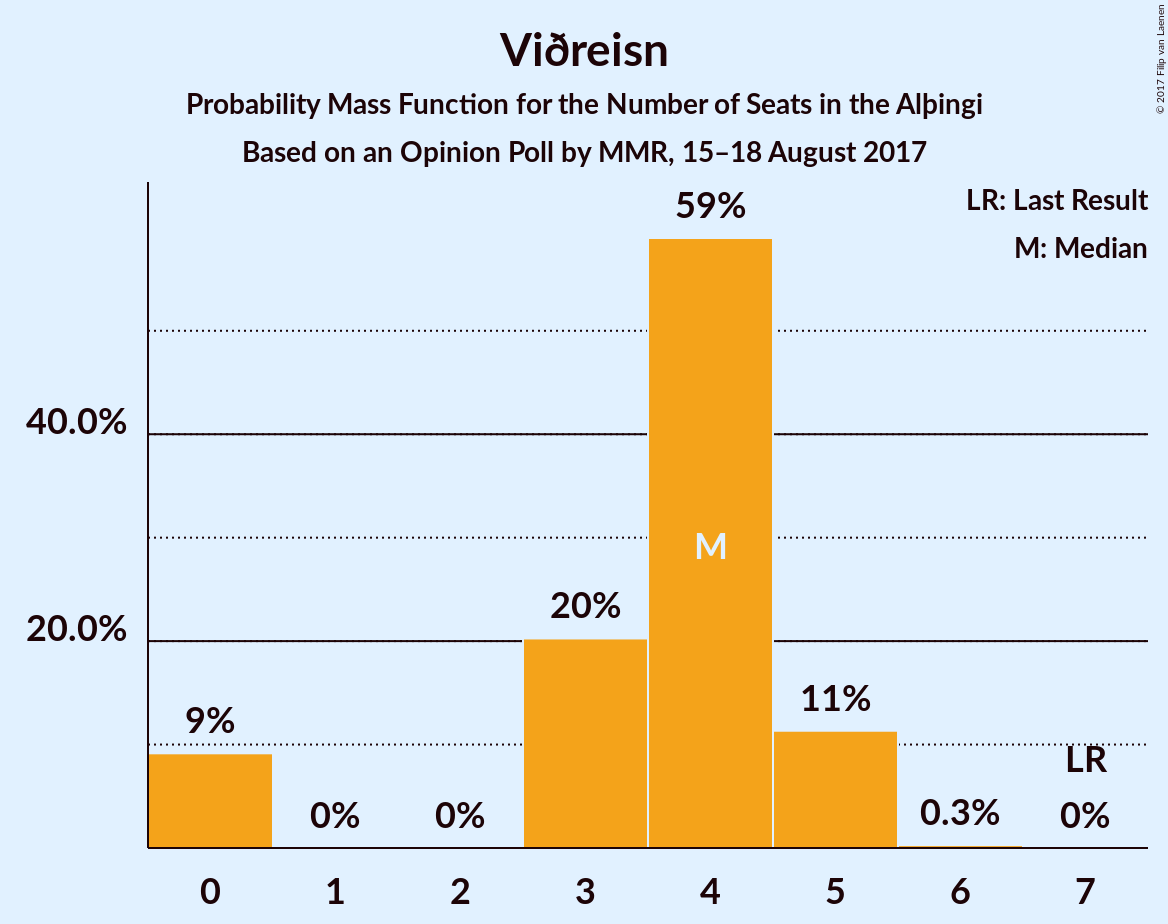 Viðreisn
Probability Mass Function for the Number of Seats in the Alþingi
Based on an Opinion Poll by MMR, 15–18 August 2017
© 2017 Filip van Laenen
LR: Last Result
M: Median
59%
40.0%
M
20%
20.0%
11%
9%
LR
0%
0%
0.3%
0%
0 1 2 3 4 5 6 7